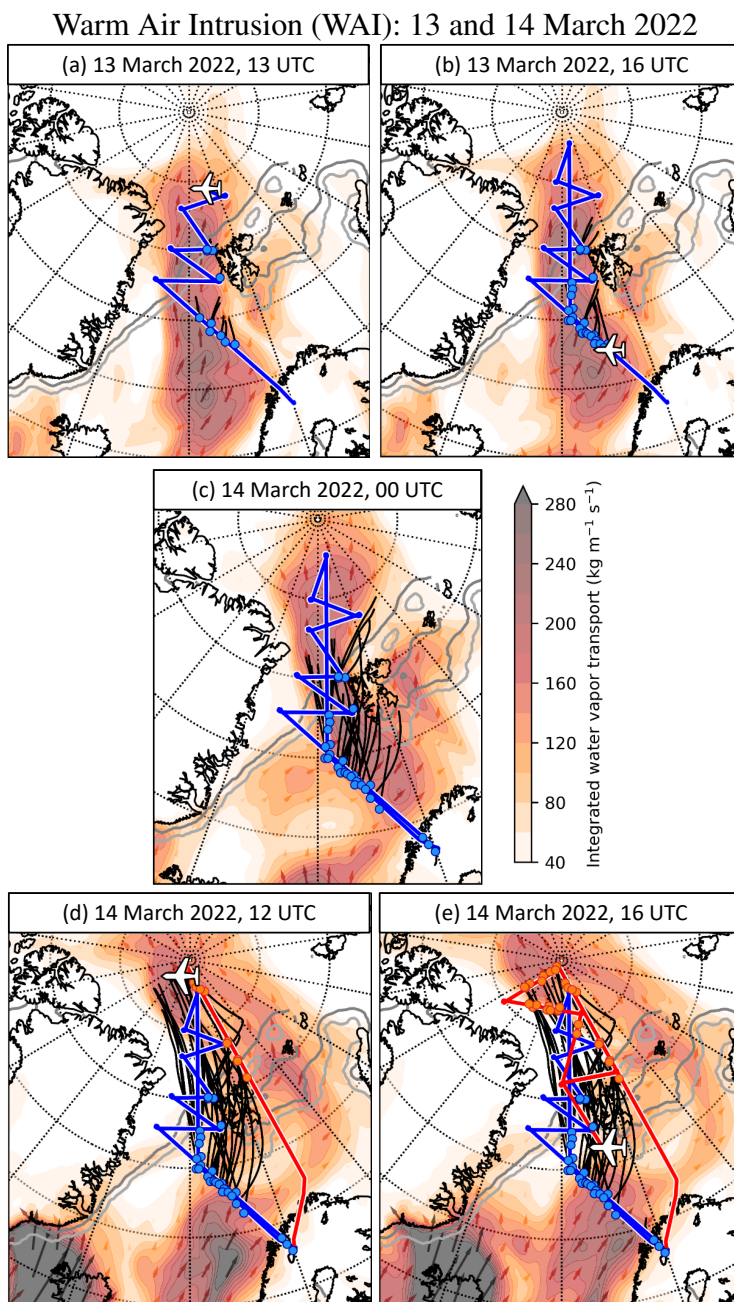 Warm Air Intrusion (WAI): 13 and 14 March 2022
(a) 13 March 2022, 13 UTC
(b) 13 March 2022, 16 UTC
(c) 14 March 2022, 00 UTC
280
240
200
160
120
80
40
Integrated water vapor transport (kg m⁻¹ s⁻¹)
(d) 14 March 2022, 12 UTC
(e) 14 March 2022, 16 UTC